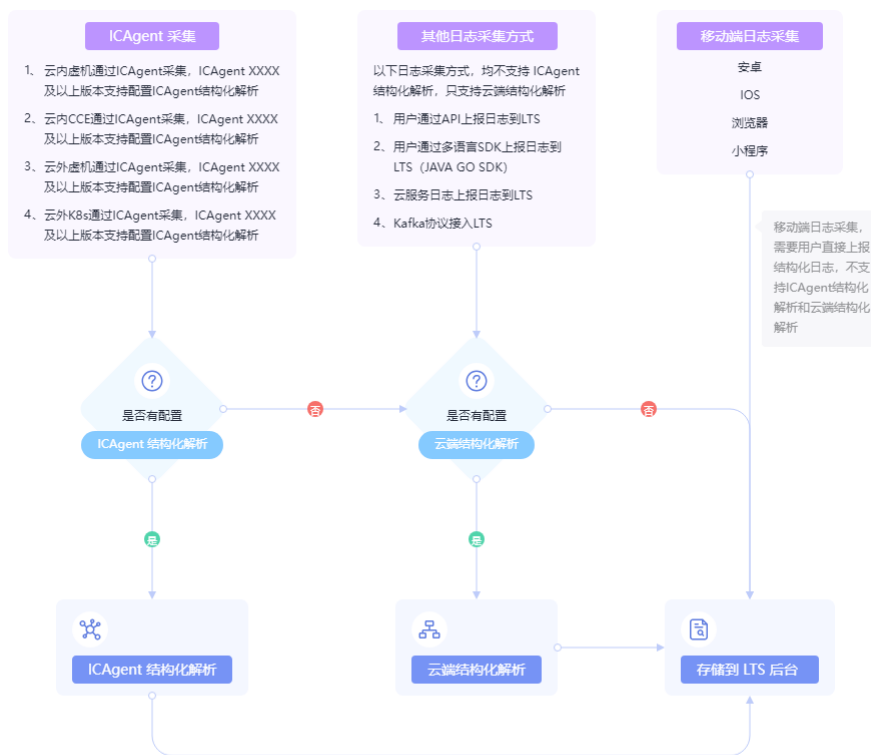 ICAgent 采集
1、 云内虚机通过ICAgent采集，ICAgent XXXX
及以上版本支持配置ICAgent结构化解析
2、 云内CCE通过ICAgent采集，ICAgent XXXX
及以上版本支持配置ICAgent结构化解析
3、 云外虚机通过ICAgent采集，ICAgent XXXX
及以上版本支持配置ICAgent结构化解析
4、 云外K8s通过ICAgent采集，ICAgent XXXX
及以上版本支持配置ICAgent结构化解析
其他日志采集方式
以下日志采集方式，均不支持 ICAgent
结构化解析，只支持云端结构化解析
1、 用户通过API上报日志到LTS
2、 用户通过多语言SDK上报日志到
LTS（JAVA GO SDK）
3、 云服务日志上报日志到LTS
4、 Kafka协议接入LTS
移动端日志采集
安卓
IOS
浏览器
小程序
移动端日志采集，
需要用户直接上报
结构化日志，不支
持ICAgent结构化
解析和云端结构化
解析
是否有配置
ICAgent 结构化解析
否
是否有配置
云端结构化解析
否
是
是
ICAgent 结构化解析
云端结构化解析
存储到 LTS 后台